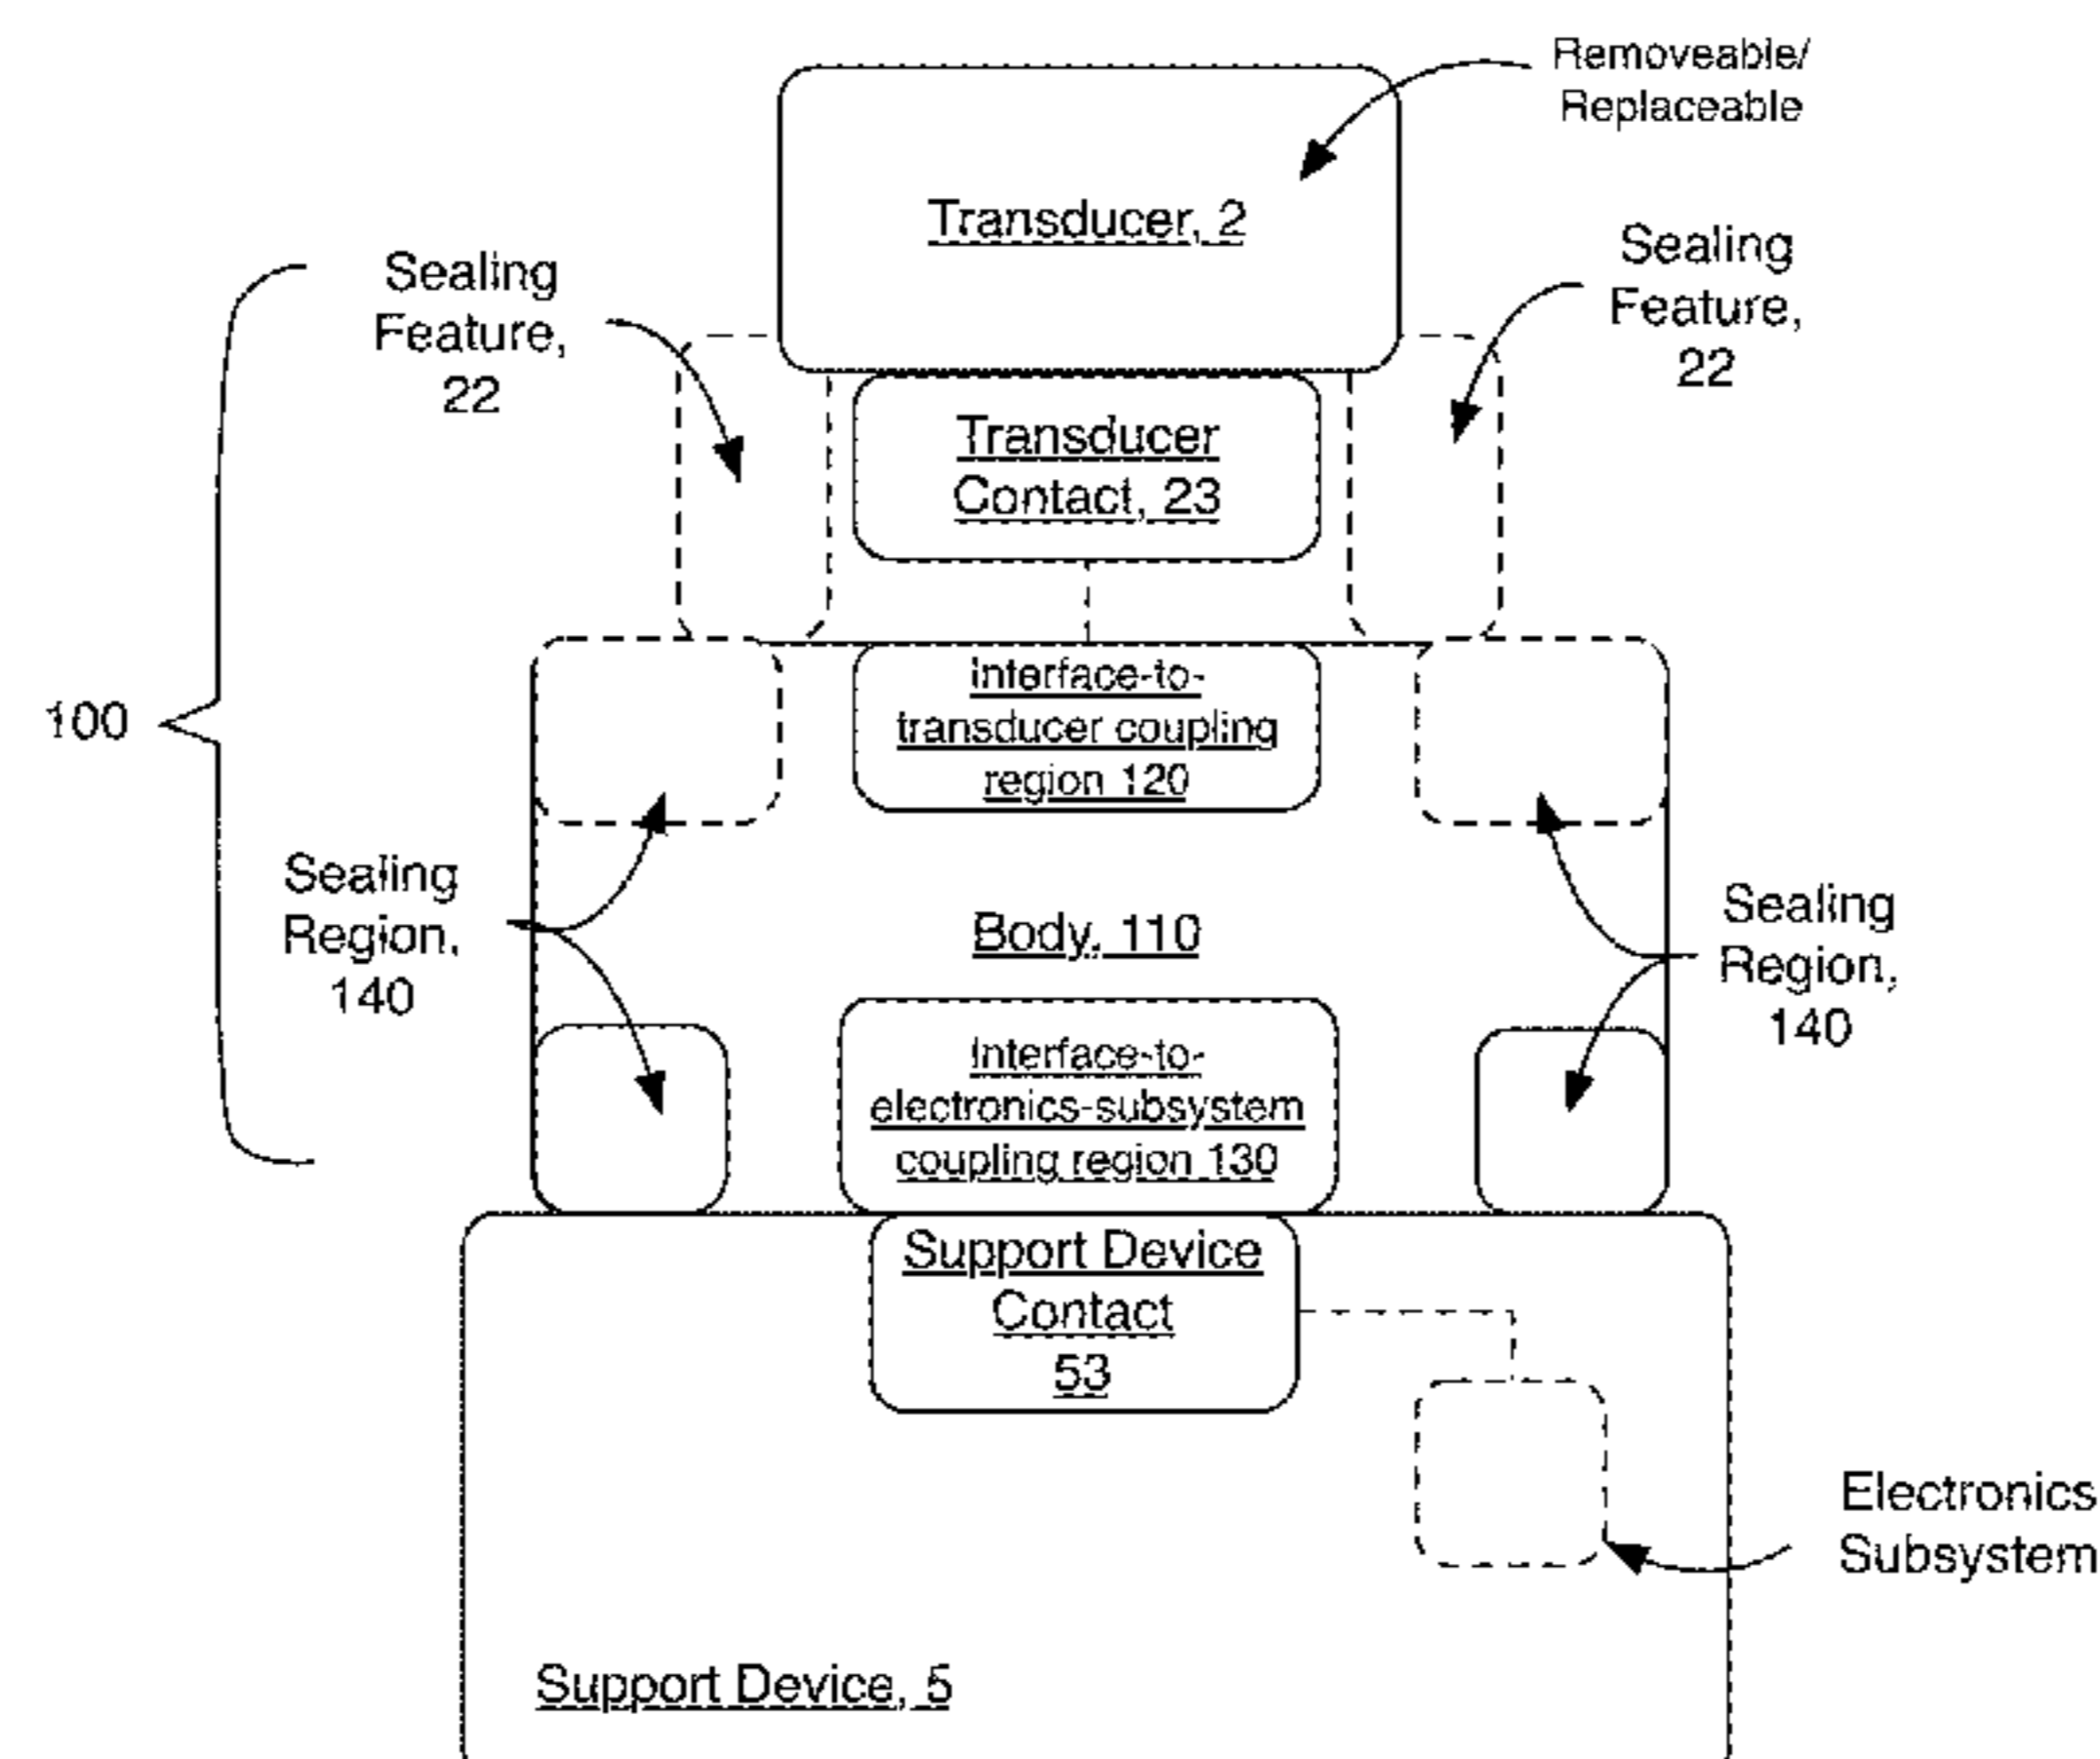 Removeable/
Replaceable
Transducer, 2
Sealing
Feature,
22
Sealing
Feature,
22
Transducer
Contact, 23
Interface-to-
transducer coupling
region 120
100
Sealing
Region,
140
Body, 110
Sealing
Region,
140
Interface-to-
electronics-subsystem
coupling region 130
Support Device
Contact
53
Electronics
Subsystem
Support Device, 5